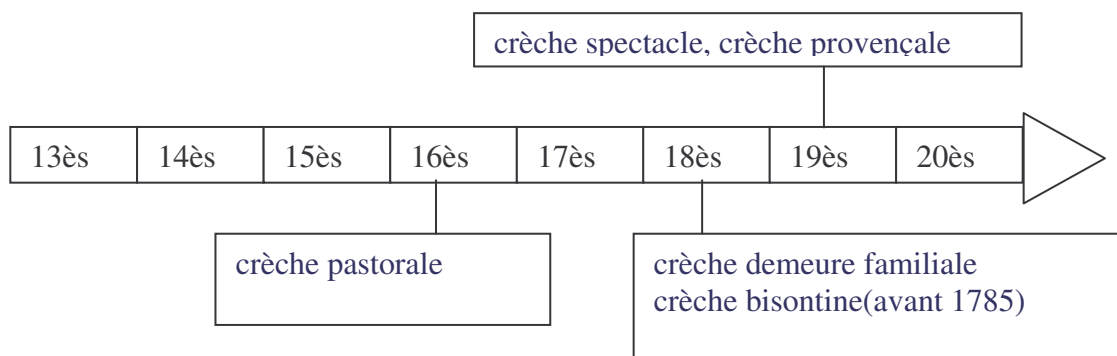 crèche spectacle, crèche provençale
13ès 14ès 15ès 16ès 17ès 18ès 19ès 20ès
crèche pastorale
crèche demeure familiale
crèche bisontine(avant 1785)